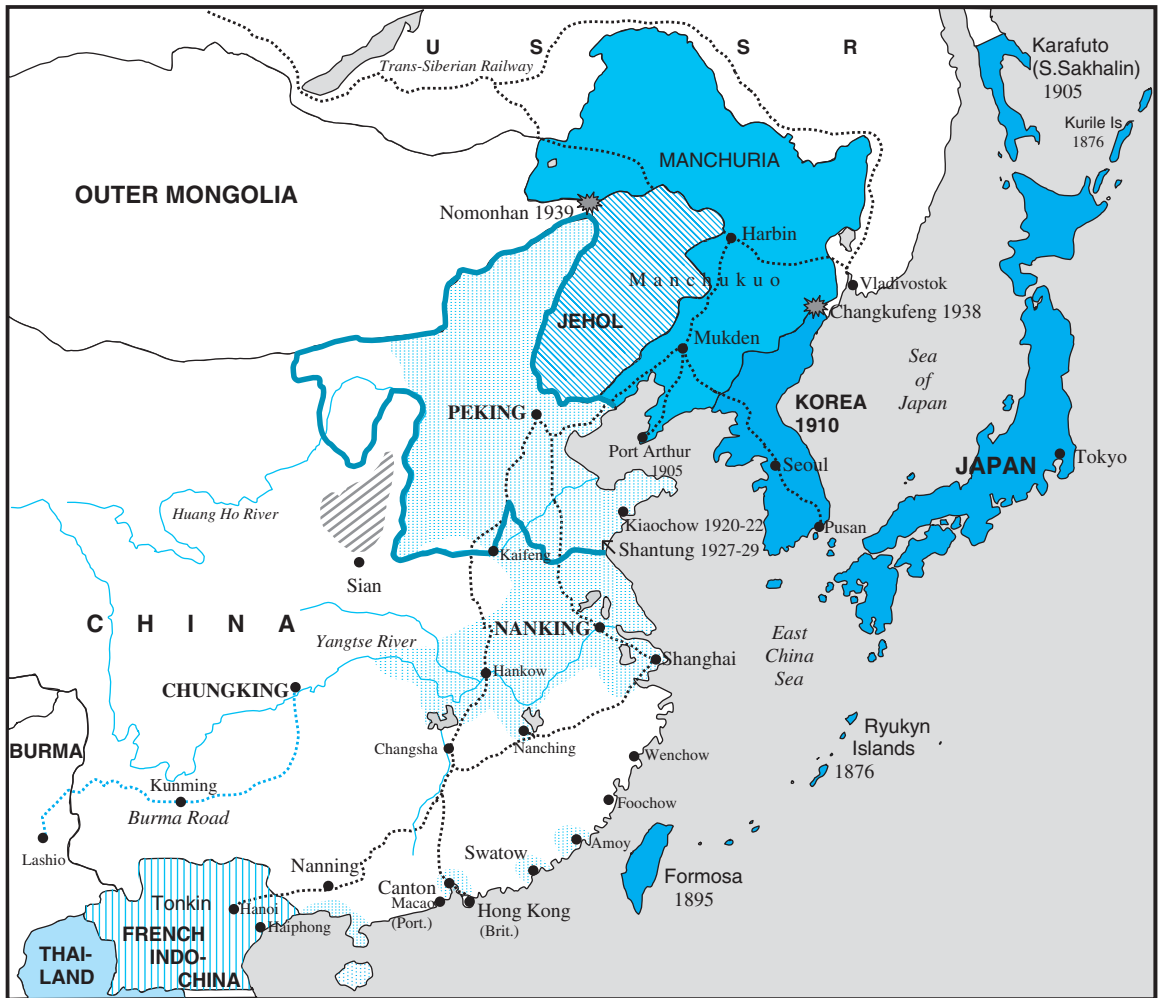 U S S R
Trans-Siberian Railway
Karafuto
(S.Sakhalin)
1905
Kurile Is
1876
MANCHURIA
OUTER MONGOLIA
Nomonhan 1939
Harbin
Manchukuo
Vladivostok
Changkufeng 1938
JEHOL
Mukden
Sea
of
Japan
PEKING
KOREA
1910
Port Arthur
1905
Seoul
JAPAN
Tokyo
Huang Ho River
Kiaochow 1920-22
Pusan
Kaifeng
Shantung 1927-29
Sian
C H I N A
Yangtse River
NANKING
East
China
Sea
Shanghai
Hankow
CHUNGKING
Ryukyn
Islands
1876
BURMA
Changsha
Nanching
Wenchow
Kunming
Burma Road
Foochow
Lashio
Amoy
Swatow
Nanning
Formosa
1895
Canton
Macao
(Port.)
Hong Kong
(Brit.)
Tonkin
Hanoi
Haiphong
FRENCH
INDO-
CHINA
THAI-
LAND